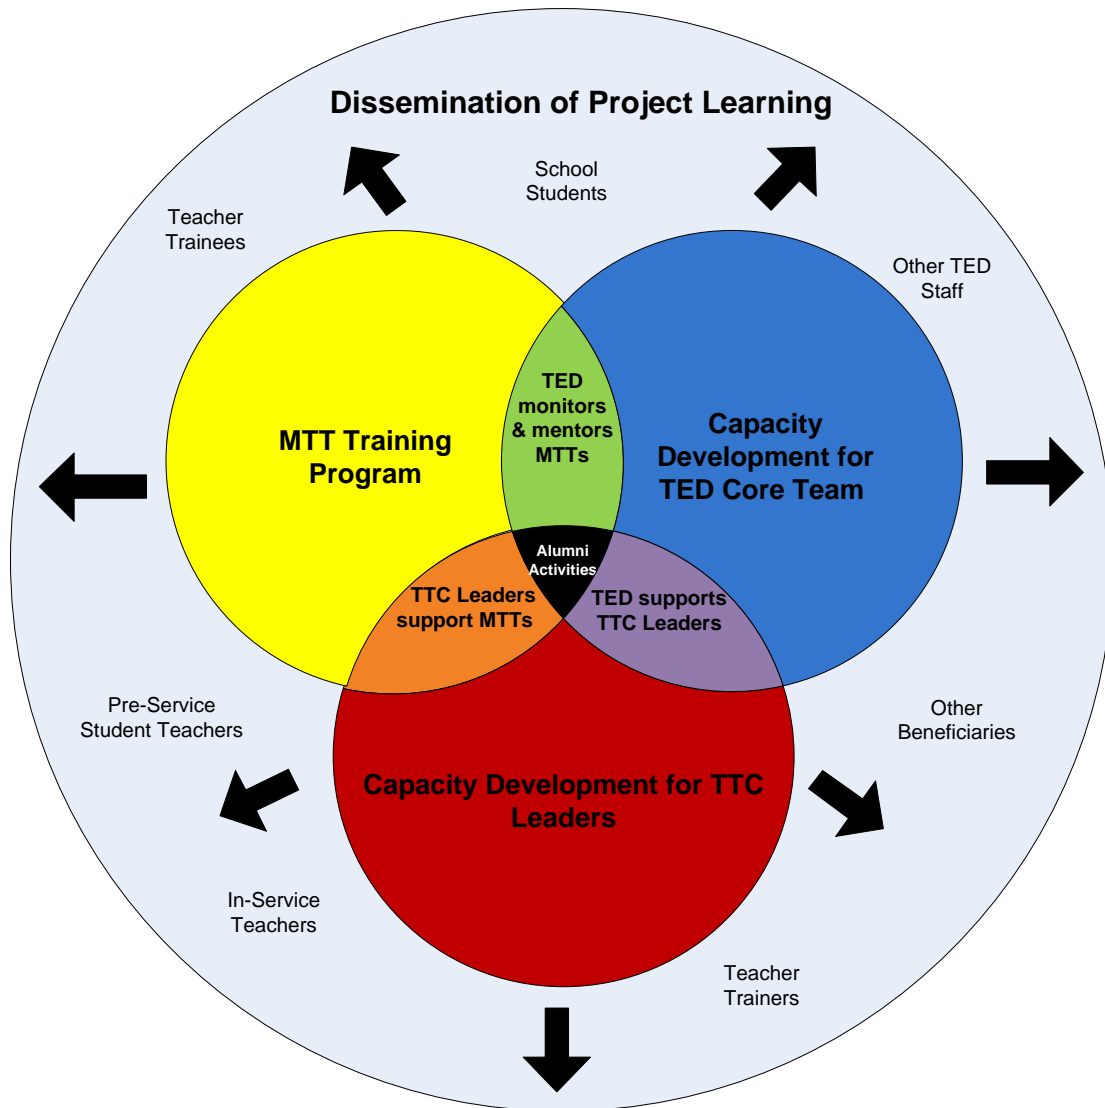 Dissemination of Project Learning
School
Students
Teacher
Trainees
Other TED
Staff
TED
monitors
& mentors
MTTs
MTT Training
Program
Capacity
Development for
TED Core Team
Alumni
Activities
TTC Leaders
support MTTs
TED supports
TTC Leaders
Pre-Service
Student Teachers
Other
Beneficiaries
Capacity Development for TTC
Leaders
In-Service
Teachers
Teacher
Trainers